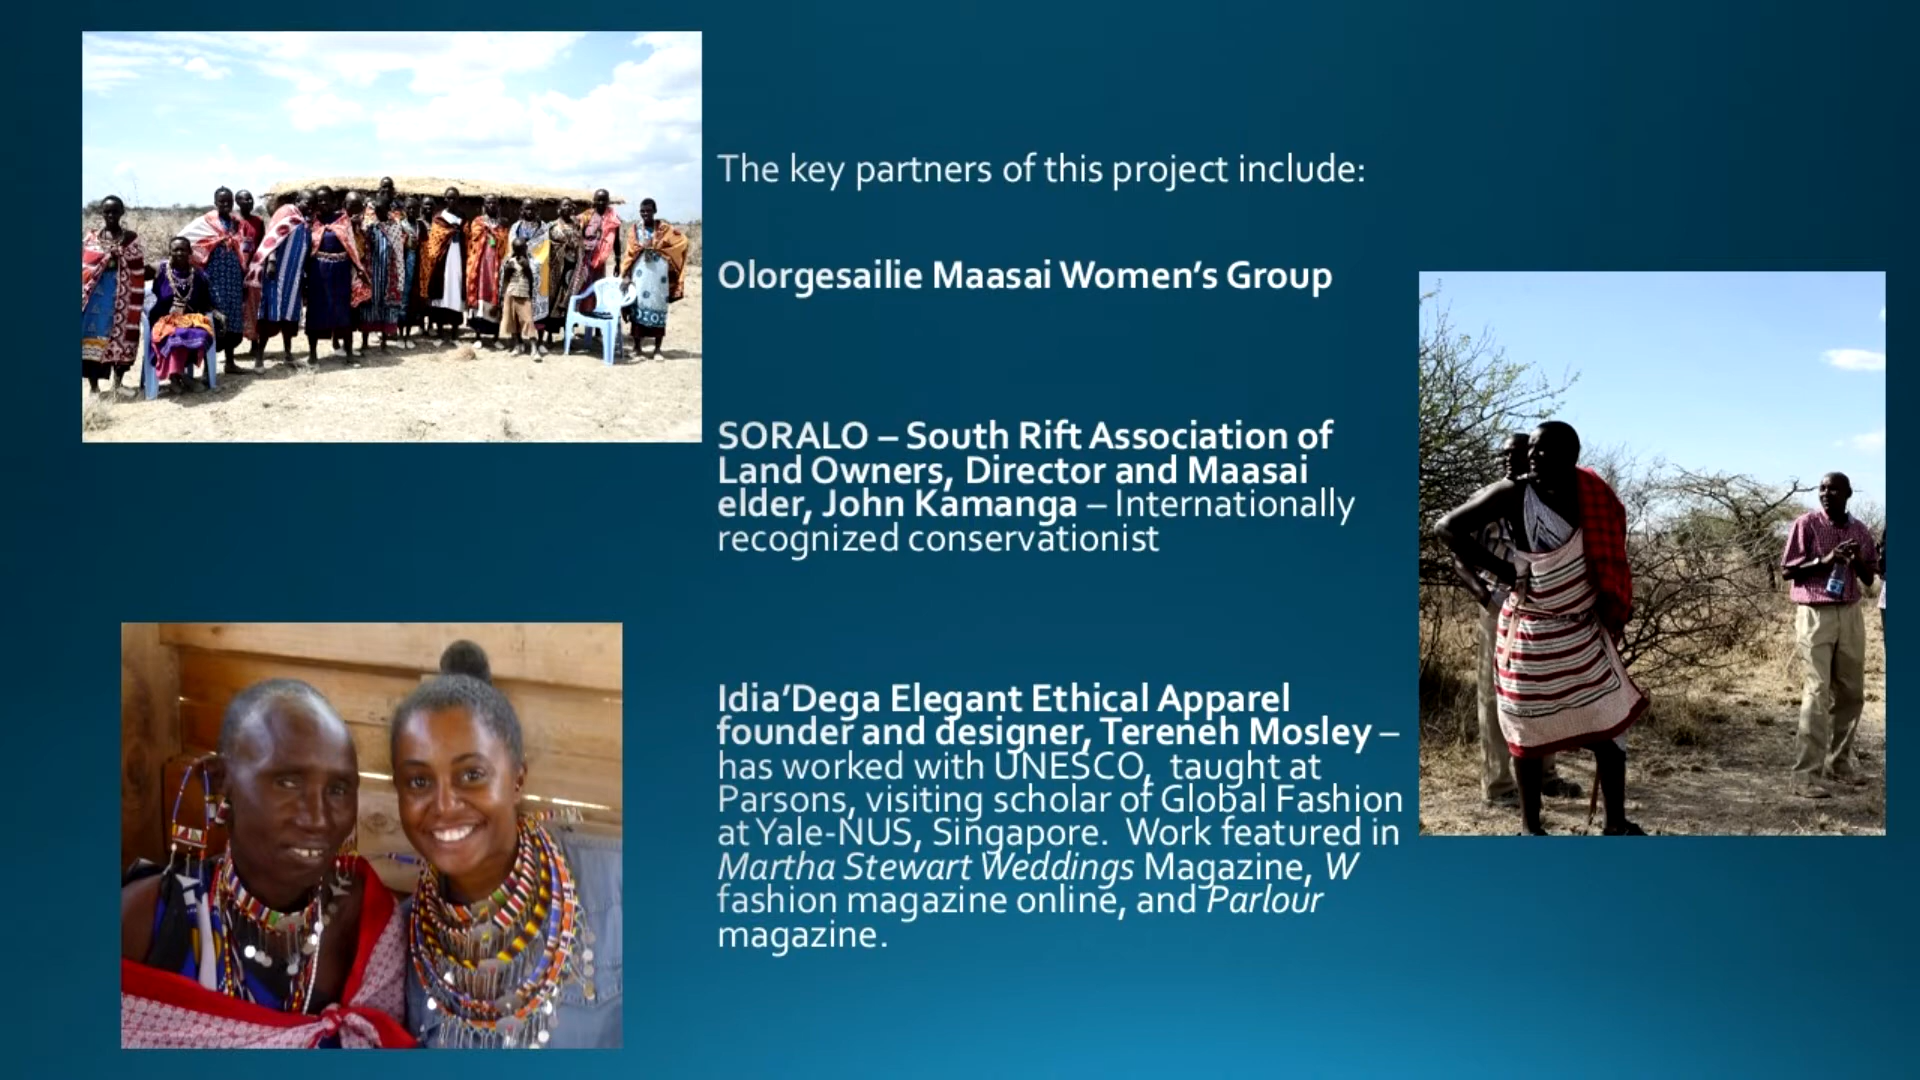 The key partners of this project include:
Olorgesailie Maasai Women’s Group
SORALO – South Rift Association of
Land Owners, Director and Maasai
elder, John Kamanga – Internationally
recognized conservationist
Idia’Dega Elegant Ethical Apparel
founder and designer, Tereneh Mosley –
has worked with UNESCO,  taught at
Parsons, visiting scholar of Global Fashion
at Yale-NUS, Singapore.  Work featured in
Martha Stewart Weddings Magazine, W
fashion magazine online, and Parlour
magazine.